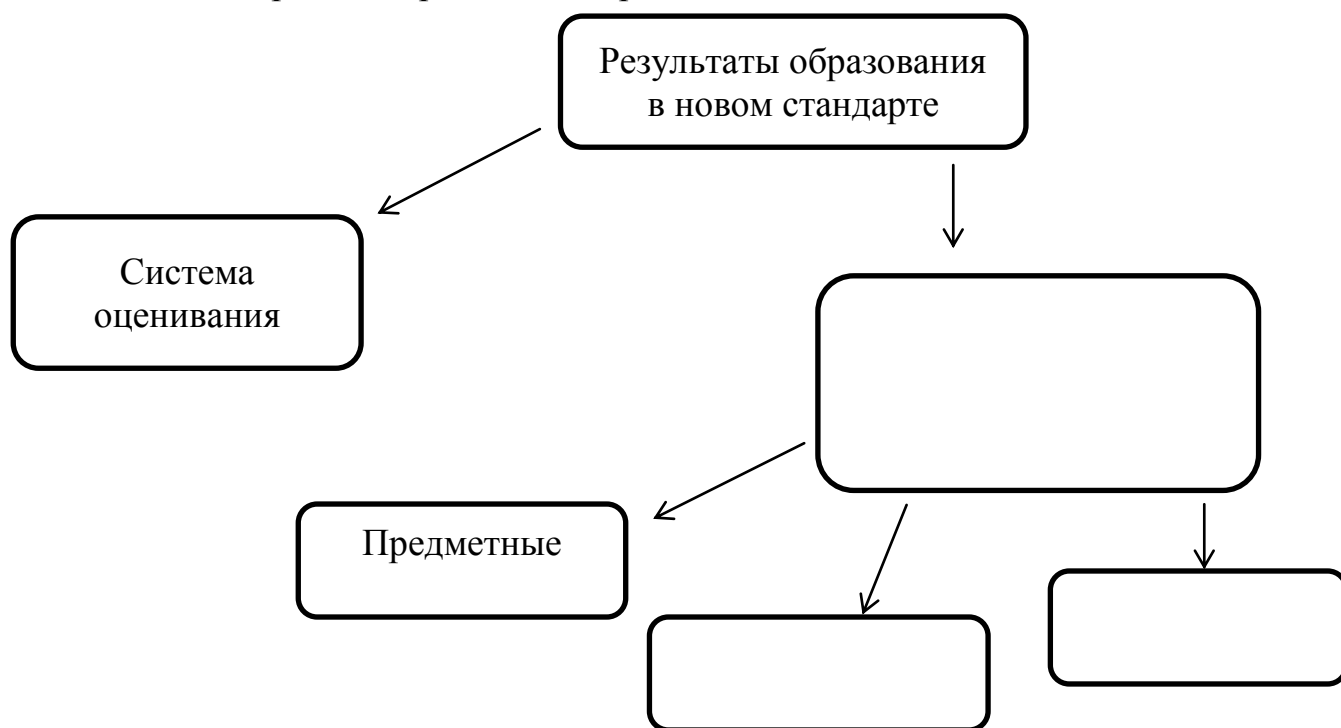 Результаты образования
в новом стандарте
Система
оценивания
Предметные